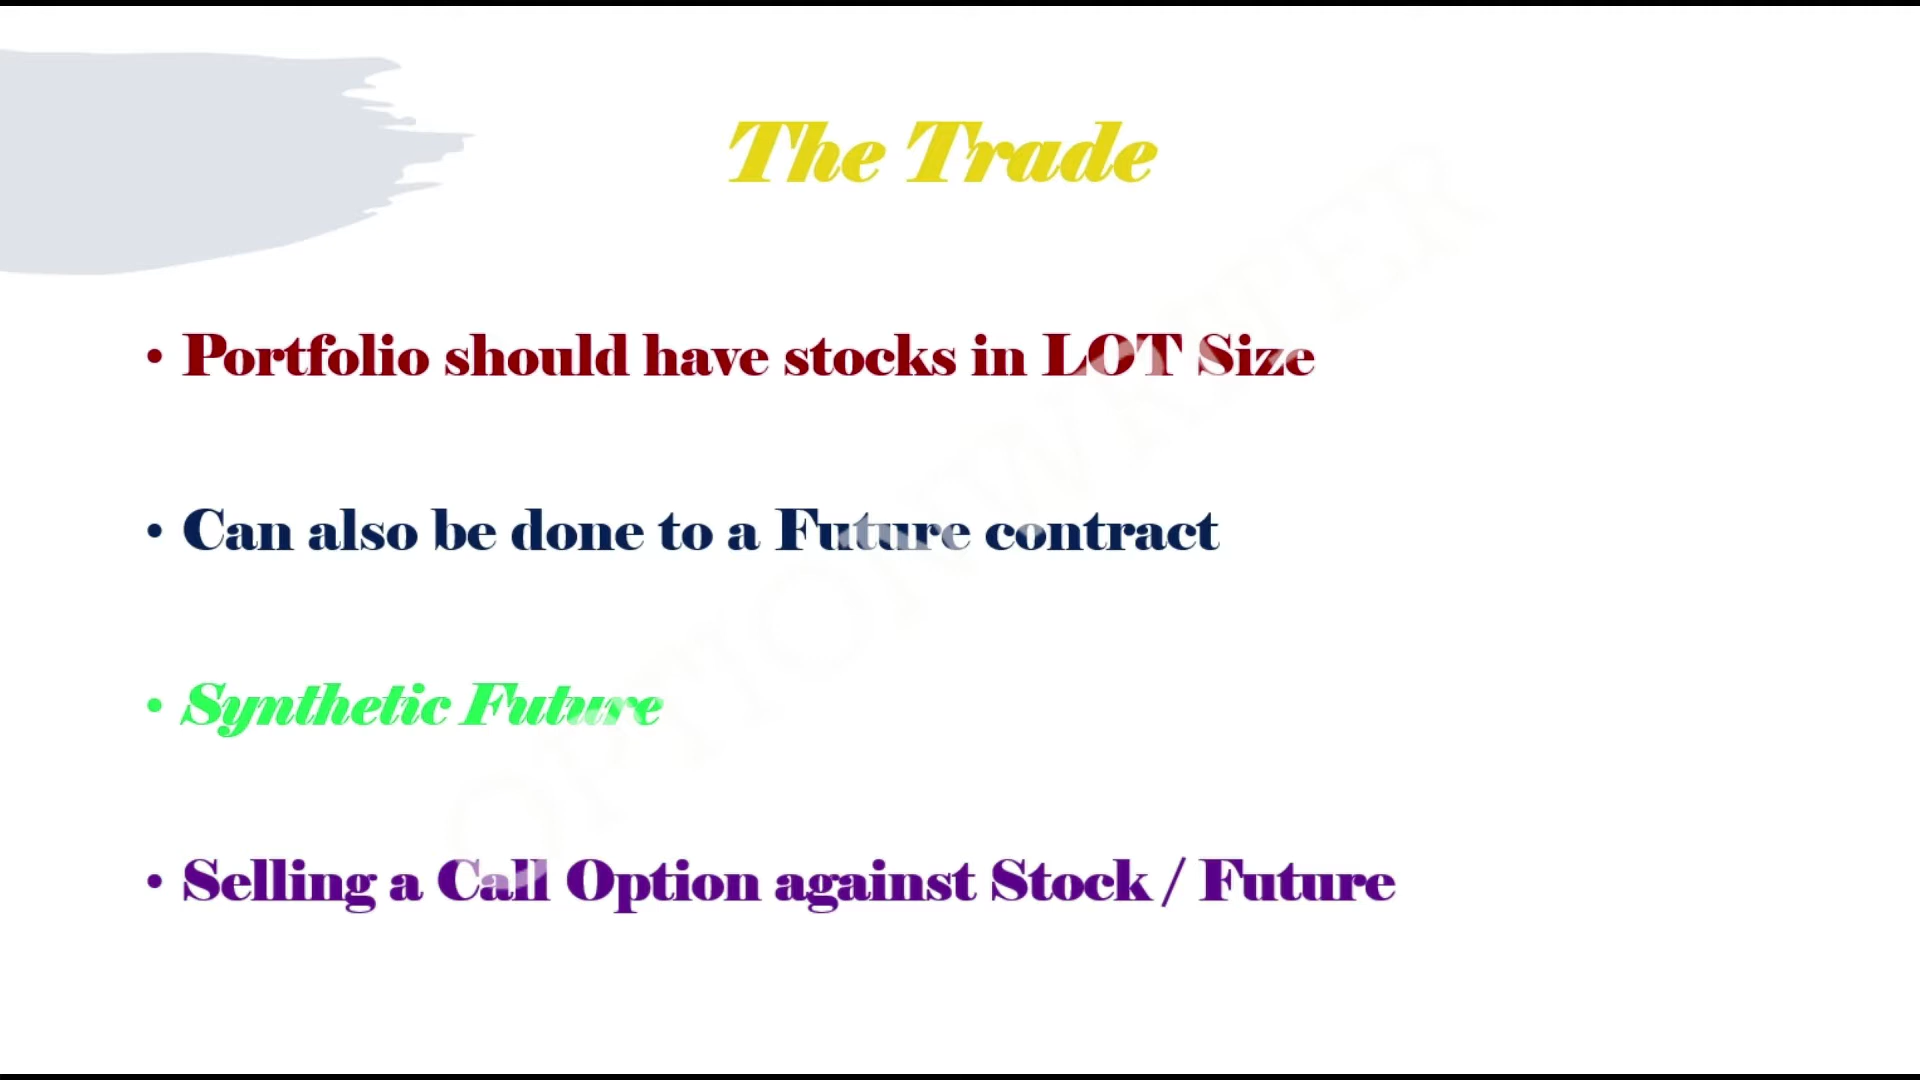 The Trade
• Portfolio should have stocks in LOT Size
• Can also be done to a Future contract
• Synthetic Future
• Selling a Call Option against Stock / Future
OPTIONWRITER